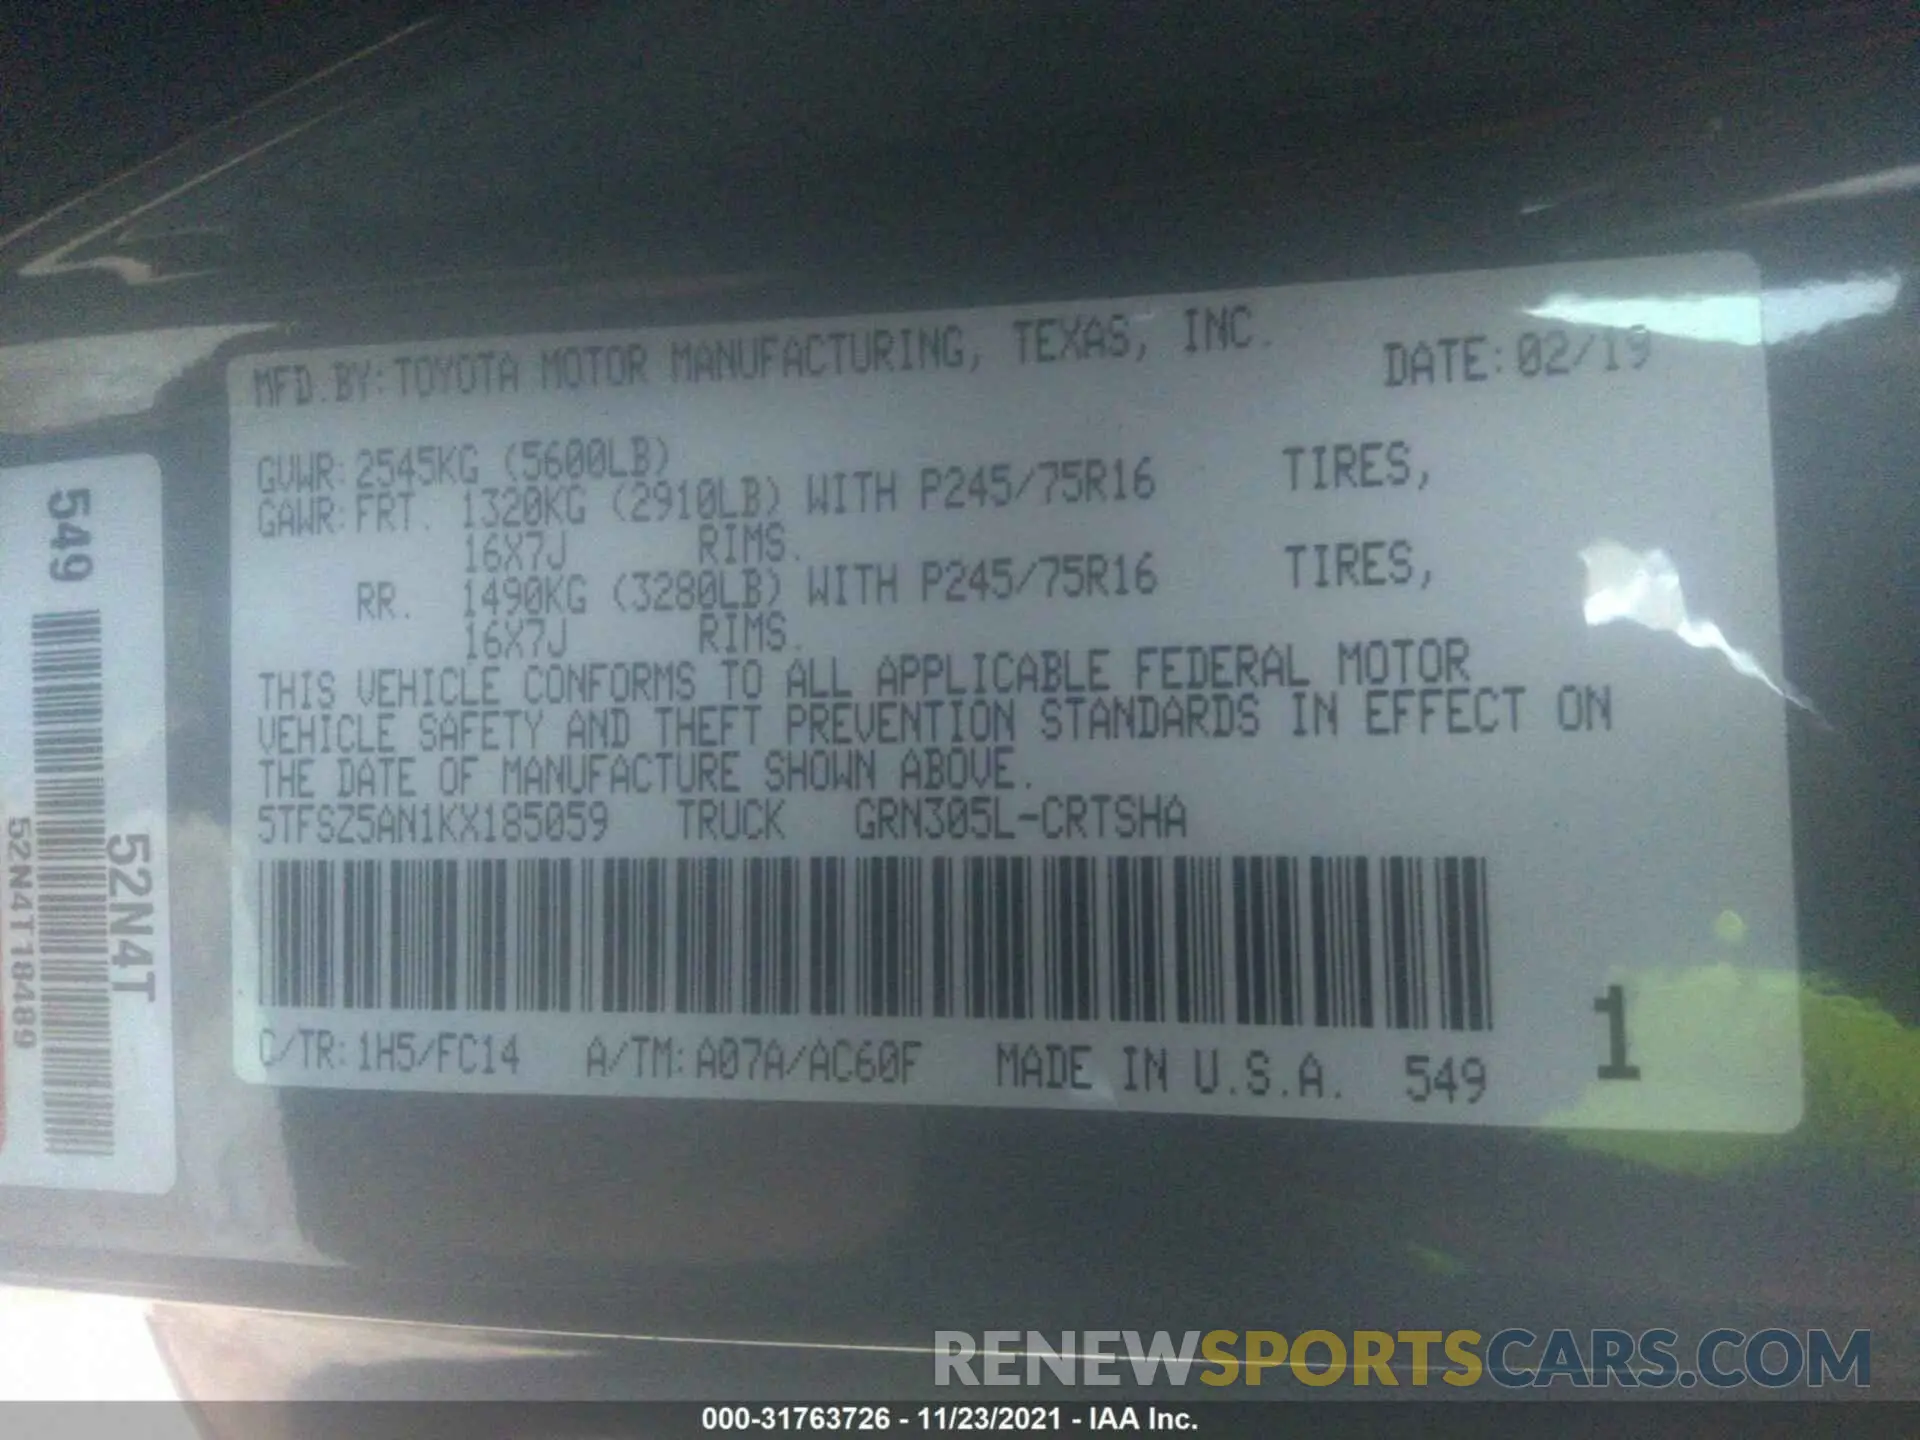 MFD.BY: TOYOTA MOTOR MANUFACTURING, TEXAS, INC. DATE: 02/19
GVWR: 2545KG (5600LB)
GAWR: FRT. 1320KG (2910LB) WITH P245/75R16 TIRES,
16X7J RIMS.
RR. 1490KG (3280LB) WITH P245/75R16 TIRES,
16X7J RIMS.
THIS VEHICLE CONFORMS TO ALL APPLICABLE FEDERAL MOTOR
VEHICLE SAFETY AND THEFT PREVENTION STANDARDS IN EFFECT ON
THE DATE OF MANUFACTURE SHOWN ABOVE.
5TFSZ5AN1KX185059 TRUCK GRN305L-CRTSHA
C/TR: 1H5/FC14 A/TM: A07A/AC60F MADE IN U.S.A. 549
1
549
52N4T
52N4T18489
RENEWSPORTSCARS.COM
000-31763726 - 11/23/2021 - IAA Inc.